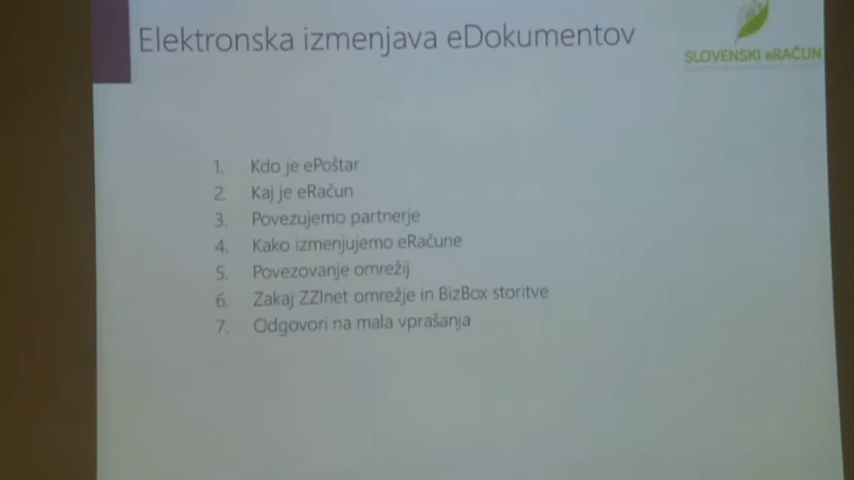 Elektronska izmenjava eDokumentov
SLOVENSKI eRAČUN
1. Kdo je ePoštar
2. Kaj je eRačun
3. Povezujemo partnerje
4. Kako izmenjujemo eRačune
5. Povezovanje omrežij
6. Zakaj ZZInet omrežje in BizBox storitve
7. Odgovori na mala vprašanja